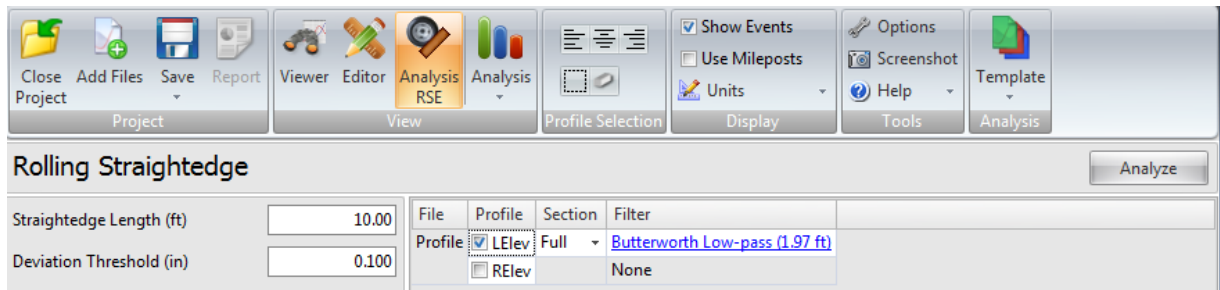 Close Project
Add Files
Save
Report
Project
Viewer
Editor
Analysis RSE
Analysis
View
Profile Selection
Show Events
Use Mileposts
Units
Display
Options
Screenshot
Help
Tools
Template
Analysis
Rolling Straightedge
Analyze
Straightedge Length (ft) 10.00
Deviation Threshold (in) 0.100
File Profile Section Filter
Profile LElev Full Butterworth Low-pass (1.97 ft)
RElev None